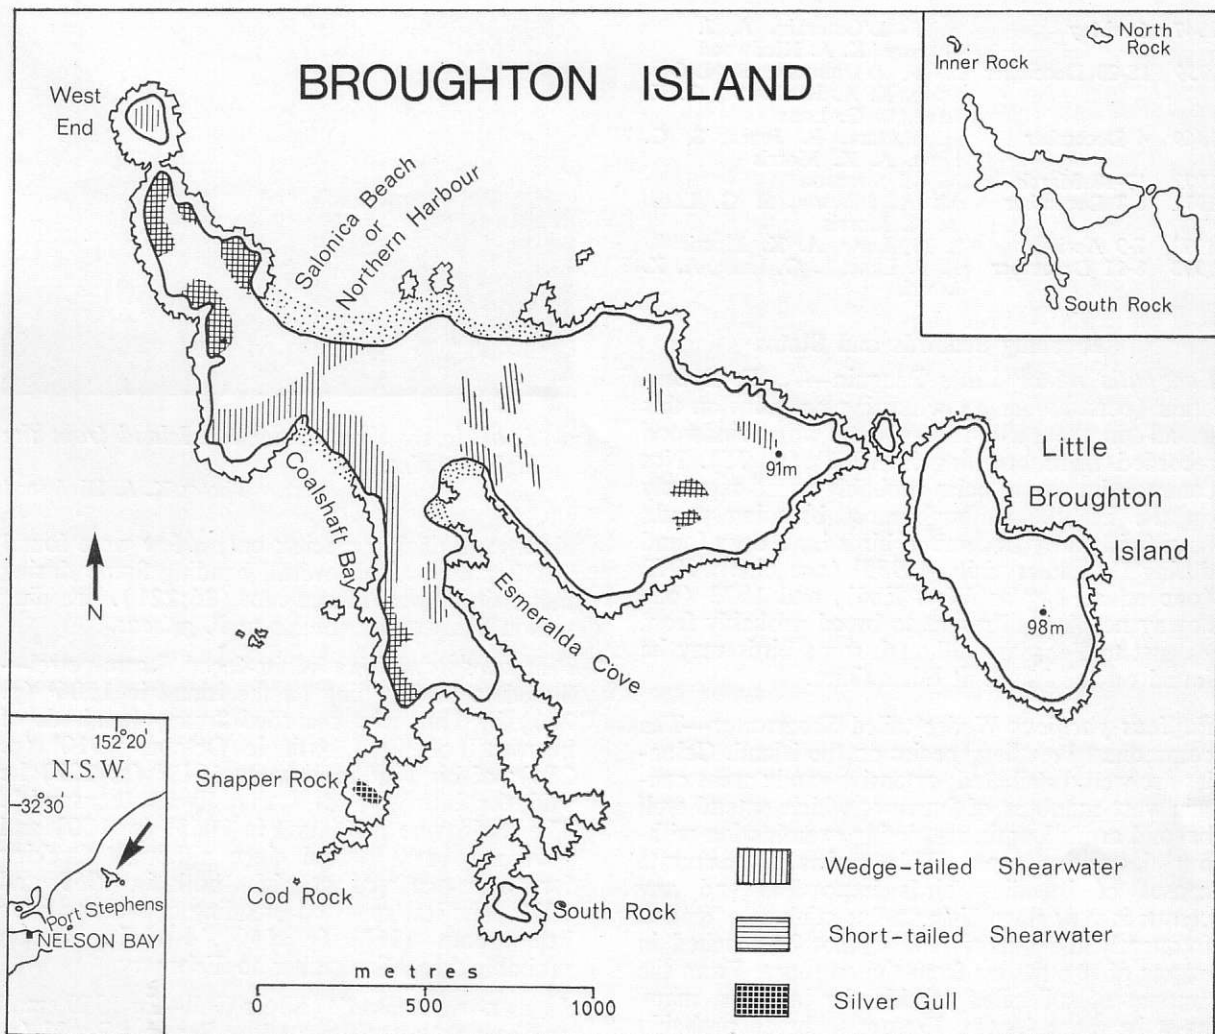 BROUGHTON ISLAND
West
End
Salonica Beach
or
Northern Harbour
North
Rock
Inner Rock
South Rock
91m
Little
Broughton
Island
98m
Coalshaft Bay
Esmeralda Cove
N
152°20'
N.S.W.
32°30'
Port Stephens
NELSON BAY
Snapper Rock
Cod Rock
South Rock
metres
0 500 1000
Wedge-tailed Shearwater
Short-tailed Shearwater
Silver Gull